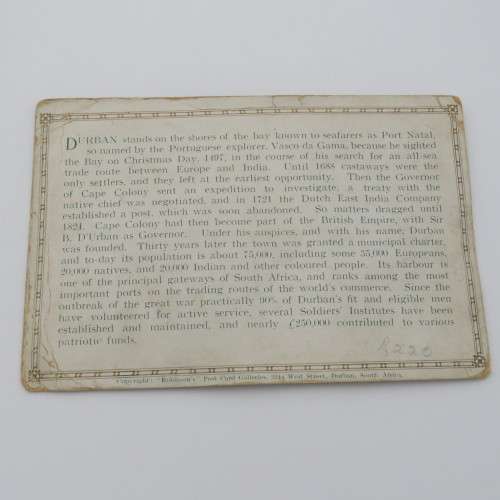 DURBAN stands on the shores of the bay known to seafarers as Port Natal,
so named by the Portuguese explorer, Vasco da Gama, because he sighted
the Bay on Christmas Day, 1497, in the course of his search for an all-sea
trade route between Europe and India. Until 1688 castaways were the
only settlers, and they left at the earliest opportunity. Then the Governor
of Cape Colony sent an expedition to investigate, a treaty with the
native chief was negotiated, and in 1721 the Dutch East India Company
established a post, which was soon abandoned. So matters dragged until
1824. Cape Colony had then become part of the British Empire, with Sir
B. D'Urban as Governor. Under his auspices, and with his name, Durban
was founded. Thirty years later the town was granted a municipal charter,
and to-day its population is about 75,000, including some 35,000 Europeans,
20,000 natives, and 20,000 Indian and other coloured people. Its harbour is
one of the principal gateways of South Africa, and ranks among the most
important ports on the trading routes of the world's commerce. Since the
outbreak of the great war practically 90% of Durban's fit and eligible men
have volunteered for active service, several Soldiers' Institutes have been
established and maintained, and nearly £250,000 contributed to various
patriotic funds.
Copyright: "Robinson's" Post Card Galleries, West Street, Durban, South Africa.